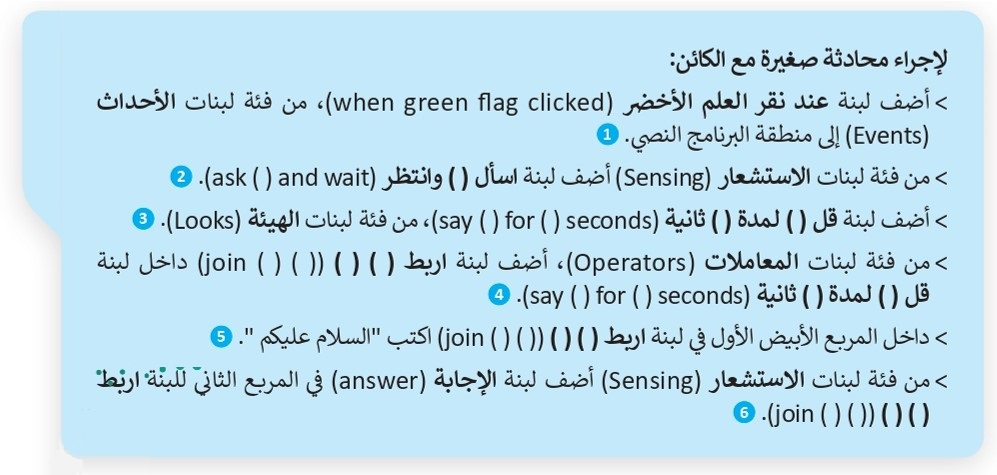 لإجراء محادثة صغيرة مع الكائن:
> أضف لبنة عند نقر العلم الأخضر (when green flag clicked)، من فئة لبنات الأحداث
(Events) إلى منطقة البرنامج النصي. 1
> من فئة لبنات الاستشعار (Sensing) أضف لبنة اسأل ( ) وانتظر (ask ( ) and wait). 2
> أضف لبنة قل ( ) لمدة ( ) ثانية (say ( ) for ( ) seconds)، من فئة لبنات الهيئة (Looks). 3
> من فئة لبنات المعاملات (Operators)، أضف لبنة اربط ( ) ( ) (join ( ) ( )) داخل لبنة
قل ( ) لمدة ( ) ثانية (say ( ) for ( ) seconds). 4
> داخل المربع الأبيض الأول في لبنة اربط ( ) ( ) (join ( ) ( )) اكتب "السلام عليكم ". 5
> من فئة لبنات الاستشعار (Sensing) أضف لبنة الإجابة (answer) في المربع الثاني للبنة اربط
( ) ( ) (join ( ) ( )). 6